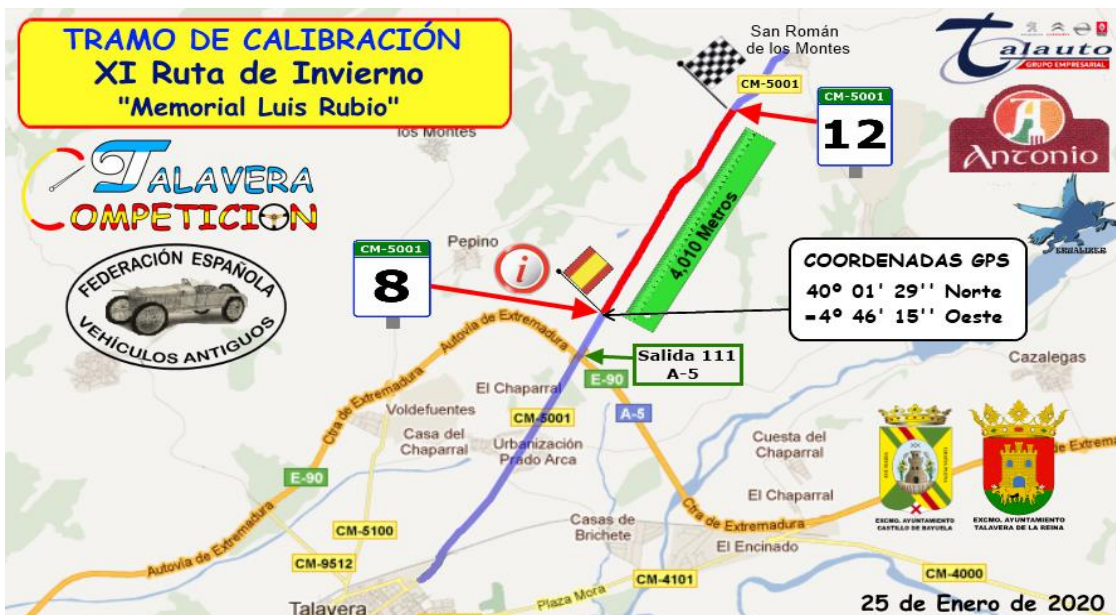 TRAMO DE CALIBRACIÓN
XI Ruta de Invierno
"Memorial Luis Rubio"
los Montes
San Román
de los Montes
CM-5001
CM-5001
12
Talauto
GRUPO EMPRESARIAL
A
Antonio
TALAVERA
COMPETICIÓN
FEDERACIÓN ESPAÑOLA
VEHÍCULOS ANTIGUOS
CM-5001
8
Pepino
i
4,010 Metros
COORDENADAS GPS
40º 01' 29'' Norte
=4º 46' 15'' Oeste
Salida 111
A-5
Cazalegas
Autovía de Extremadura
Ctra de Extremadura
E-90
A-5
El Chaparral
CM-5001
Voldefuentes
Casa del
Chaparral
Urbanización
Prado Arca
Cuesta del
Chaparral
El Chaparral
E-90
Ctra de Extremadura
de Extrema
EXCMO. AYUNTAMIENTO
CASTILLO DE BAYUELA
EXCMO. AYUNTAMIENTO
TALAVERA DE LA REINA
CM-5100
Casas de
Brichete
El Encinado
Autovía de Extremadura
CM-9512
CM-4101
CM-4000
Talavera
Plaza Mora
25 de Enero de 2020